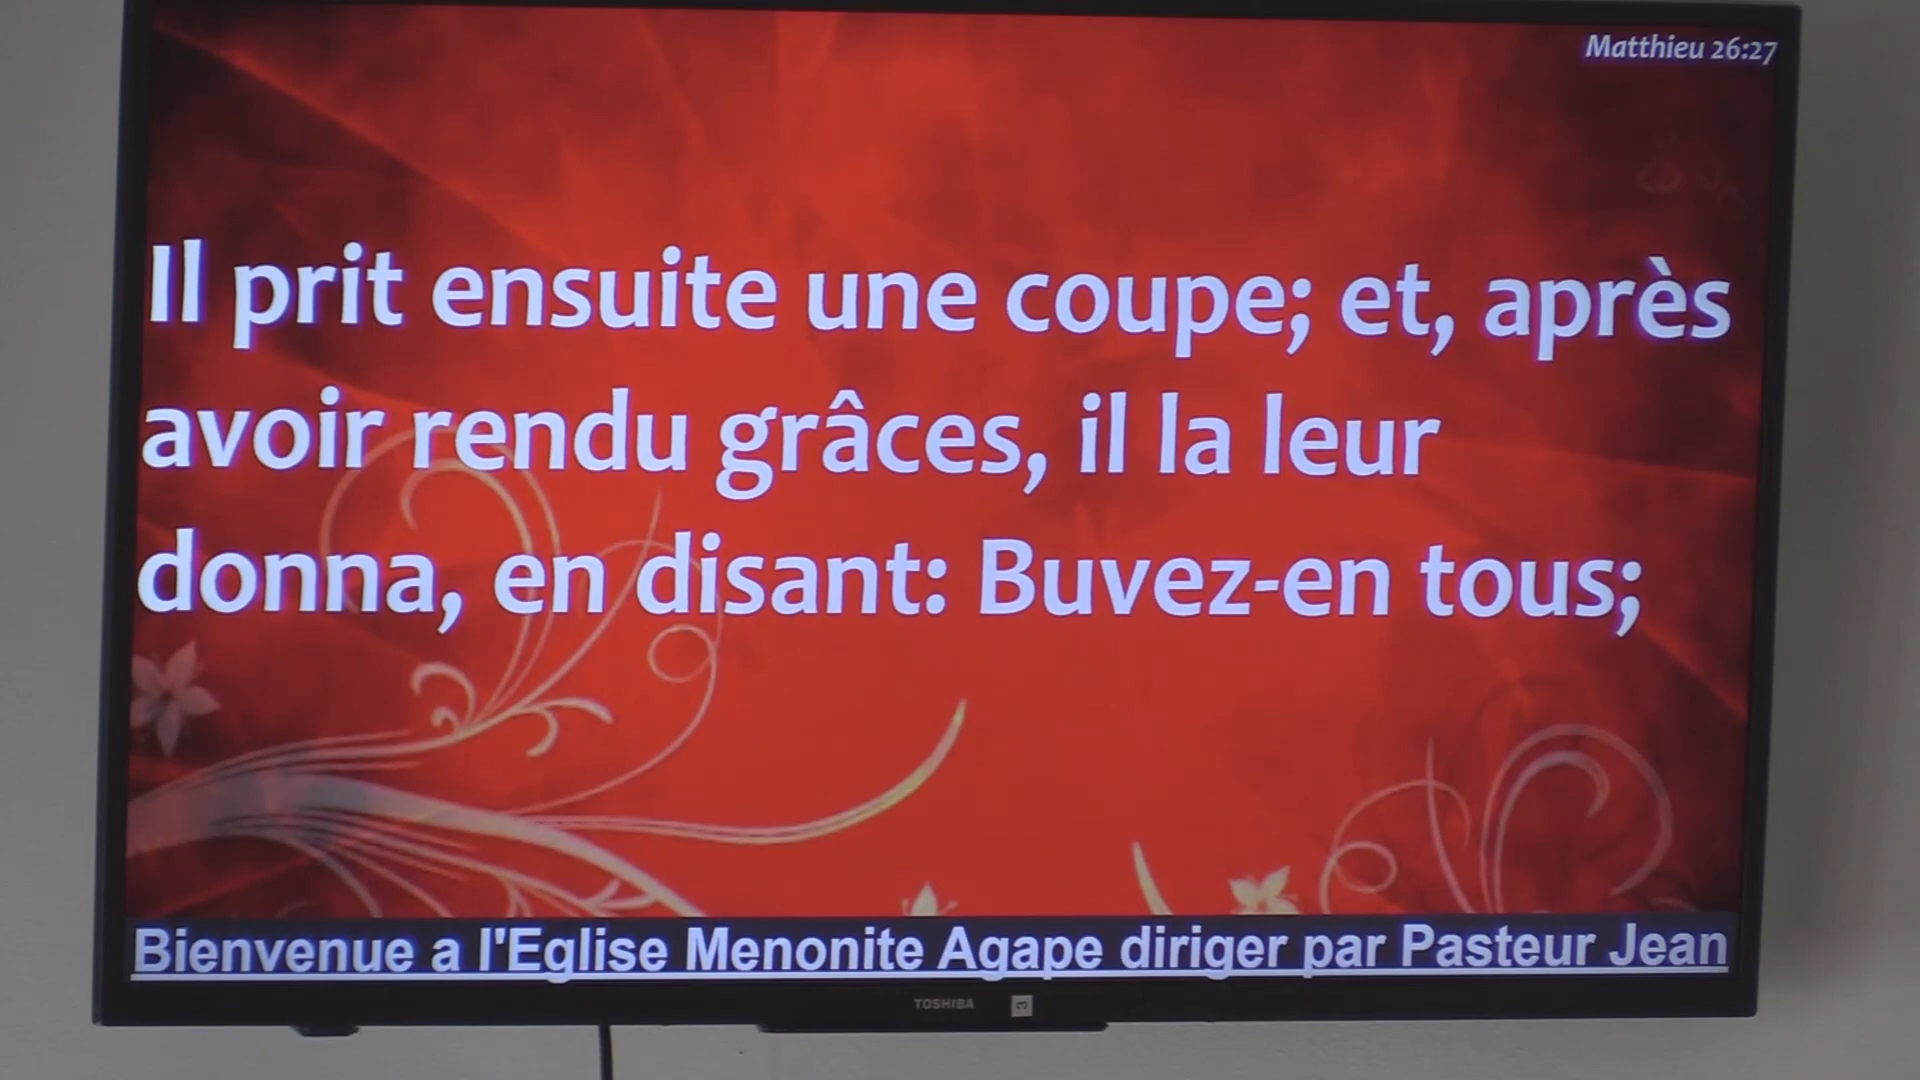 Matthieu 26:27
Il prit ensuite une coupe; et, après
avoir rendu grâces, il la leur
donna, en disant: Buvez-en tous;
Bienvenue a l'Eglise Menonite Agape diriger par Pasteur Jean
TOSHIBA
3